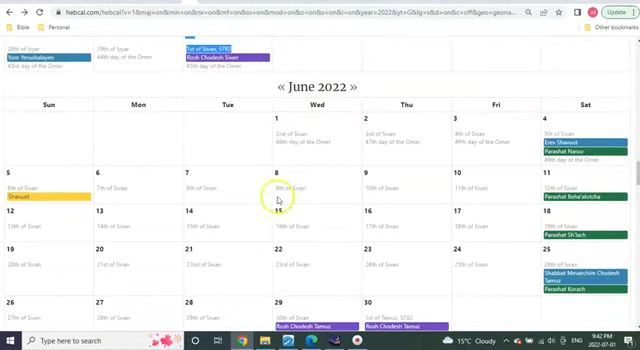 hebcal.com/hebcal?v=1&maj=on&min=on&nx=on&mf=on&ss=on&mod=on&o=on&s=on&i=on&year=2022&yt=G&lg=s&d=on&c=off&geo=geona...
Update
Bible
Personal
Other bookmarks
28th of Iyyar
29th of Iyyar
1st of Sivan, 5782
Yom Yerushalayim
44th day of the Omer
Rosh Chodesh Sivan
43rd day of the Omer
45th day of the Omer
« June 2022 »
Sun Mon Tue Wed Thu Fri Sat
1 2 3 4
2nd of Sivan 3rd of Sivan 4th of Sivan 5th of Sivan
46th day of the Omer 47th day of the Omer 48th day of the Omer
Erev Shavuot
Parashat Nasso
49th day of the Omer
5 6 7 8 9 10 11
6th of Sivan 7th of Sivan 8th of Sivan 9th of Sivan 10th of Sivan 11th of Sivan 12th of Sivan
Shavuot
Parashat Beha'alotcha
12 13 14 15 16 17 18
13th of Sivan 14th of Sivan 15th of Sivan 16th of Sivan 17th of Sivan 18th of Sivan 19th of Sivan
Parashat Sh'lach
19 20 21 22 23 24 25
20th of Sivan 21st of Sivan 22nd of Sivan 23rd of Sivan 24th of Sivan 25th of Sivan 26th of Sivan
Shabbat Mevarchim Chodesh
Tamuz
Parashat Korach
26 27 28 29 30
27th of Sivan 28th of Sivan 29th of Sivan Rosh Chodesh Tamuz 1st of Tamuz, 5782
Rosh Chodesh Tamuz
Type here to search
15°C Cloudy
ENG
9:42 PM
2022-07-01